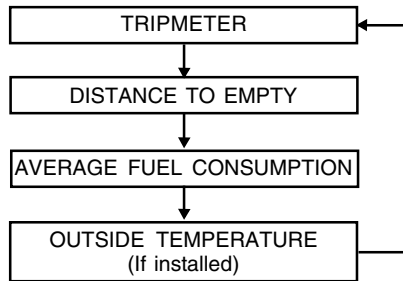 TRIPMETER
DISTANCE TO EMPTY
AVERAGE FUEL CONSUMPTION
OUTSIDE TEMPERATURE
(If installed)